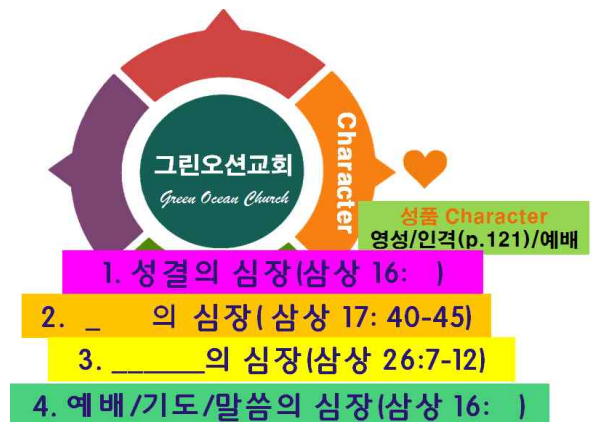 그린오션교회
Green Ocean Church
Character
성품 Character
영성/인격(p.121)/예배
1. 성결의 심장(삼상 16:   )
2. _    의 심장( 삼상 17: 40-45)
3. ______의 심장(삼상 26:7-12)
4. 예배/기도/말씀의 심장(삼상 16:   )